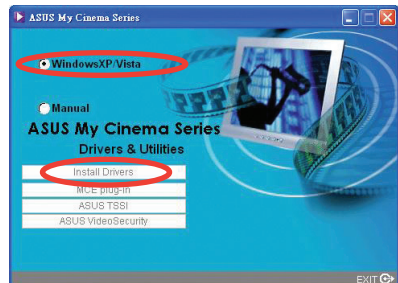 ASUS My Cinema Series
WindowsXP/Vista
Manual
ASUS My Cinema Series
Drivers & Utilities
Install Drivers
MCE plug-in
ASUS TSSI
ASUS VideoSecurity
EXIT